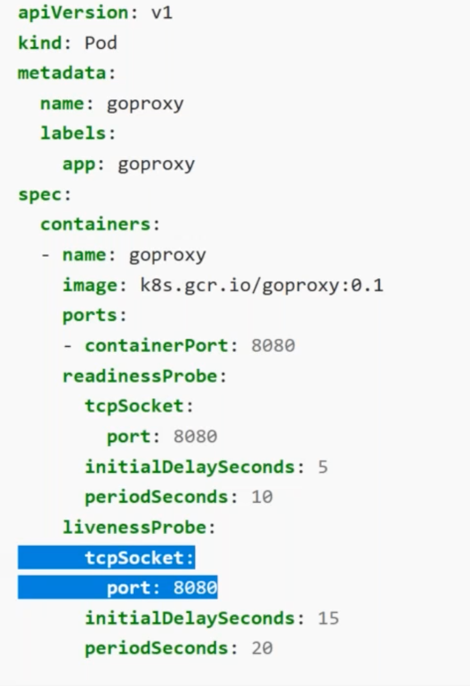 apiVersion: v1
kind: Pod
metadata:
  name: goproxy
  labels:
    app: goproxy
spec:
  containers:
  - name: goproxy
    image: k8s.gcr.io/goproxy:0.1
    ports:
    - containerPort: 8080
    readinessProbe:
      tcpSocket:
        port: 8080
      initialDelaySeconds: 5
      periodSeconds: 10
    livenessProbe:
      tcpSocket:
        port: 8080
      initialDelaySeconds: 15
      periodSeconds: 20